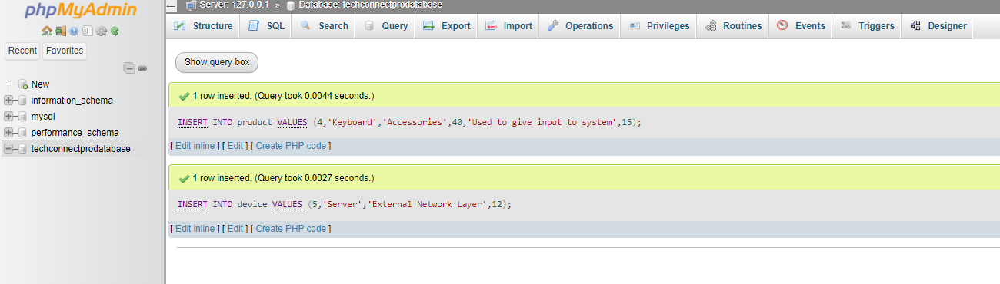 phpMyAdmin
Recent Favorites
New
information_schema
mysql
performance_schema
techconnectprodatabase
Server: 127.0.0.1 » Database: techconnectprodatabase
Structure SQL Search Query Export Import Operations Privileges Routines Events Triggers Designer
Show query box
1 row inserted. (Query took 0.0044 seconds.)
INSERT INTO product VALUES (4,'Keyboard','Accessories',40,'Used to give input to system',15);
[ Edit inline ] [ Edit ] [ Create PHP code ]
1 row inserted. (Query took 0.0027 seconds.)
INSERT INTO device VALUES (5,'Server','External Network Layer',12);
[ Edit inline ] [ Edit ] [ Create PHP code ]